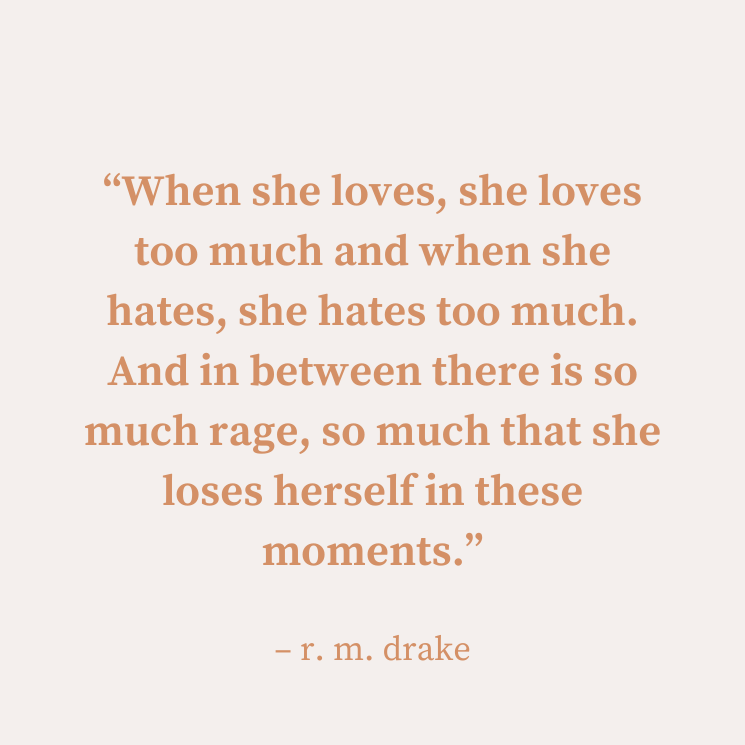 “When she loves, she loves
too much and when she
hates, she hates too much.
And in between there is so
much rage, so much that she
loses herself in these
moments.”
– r. m. drake